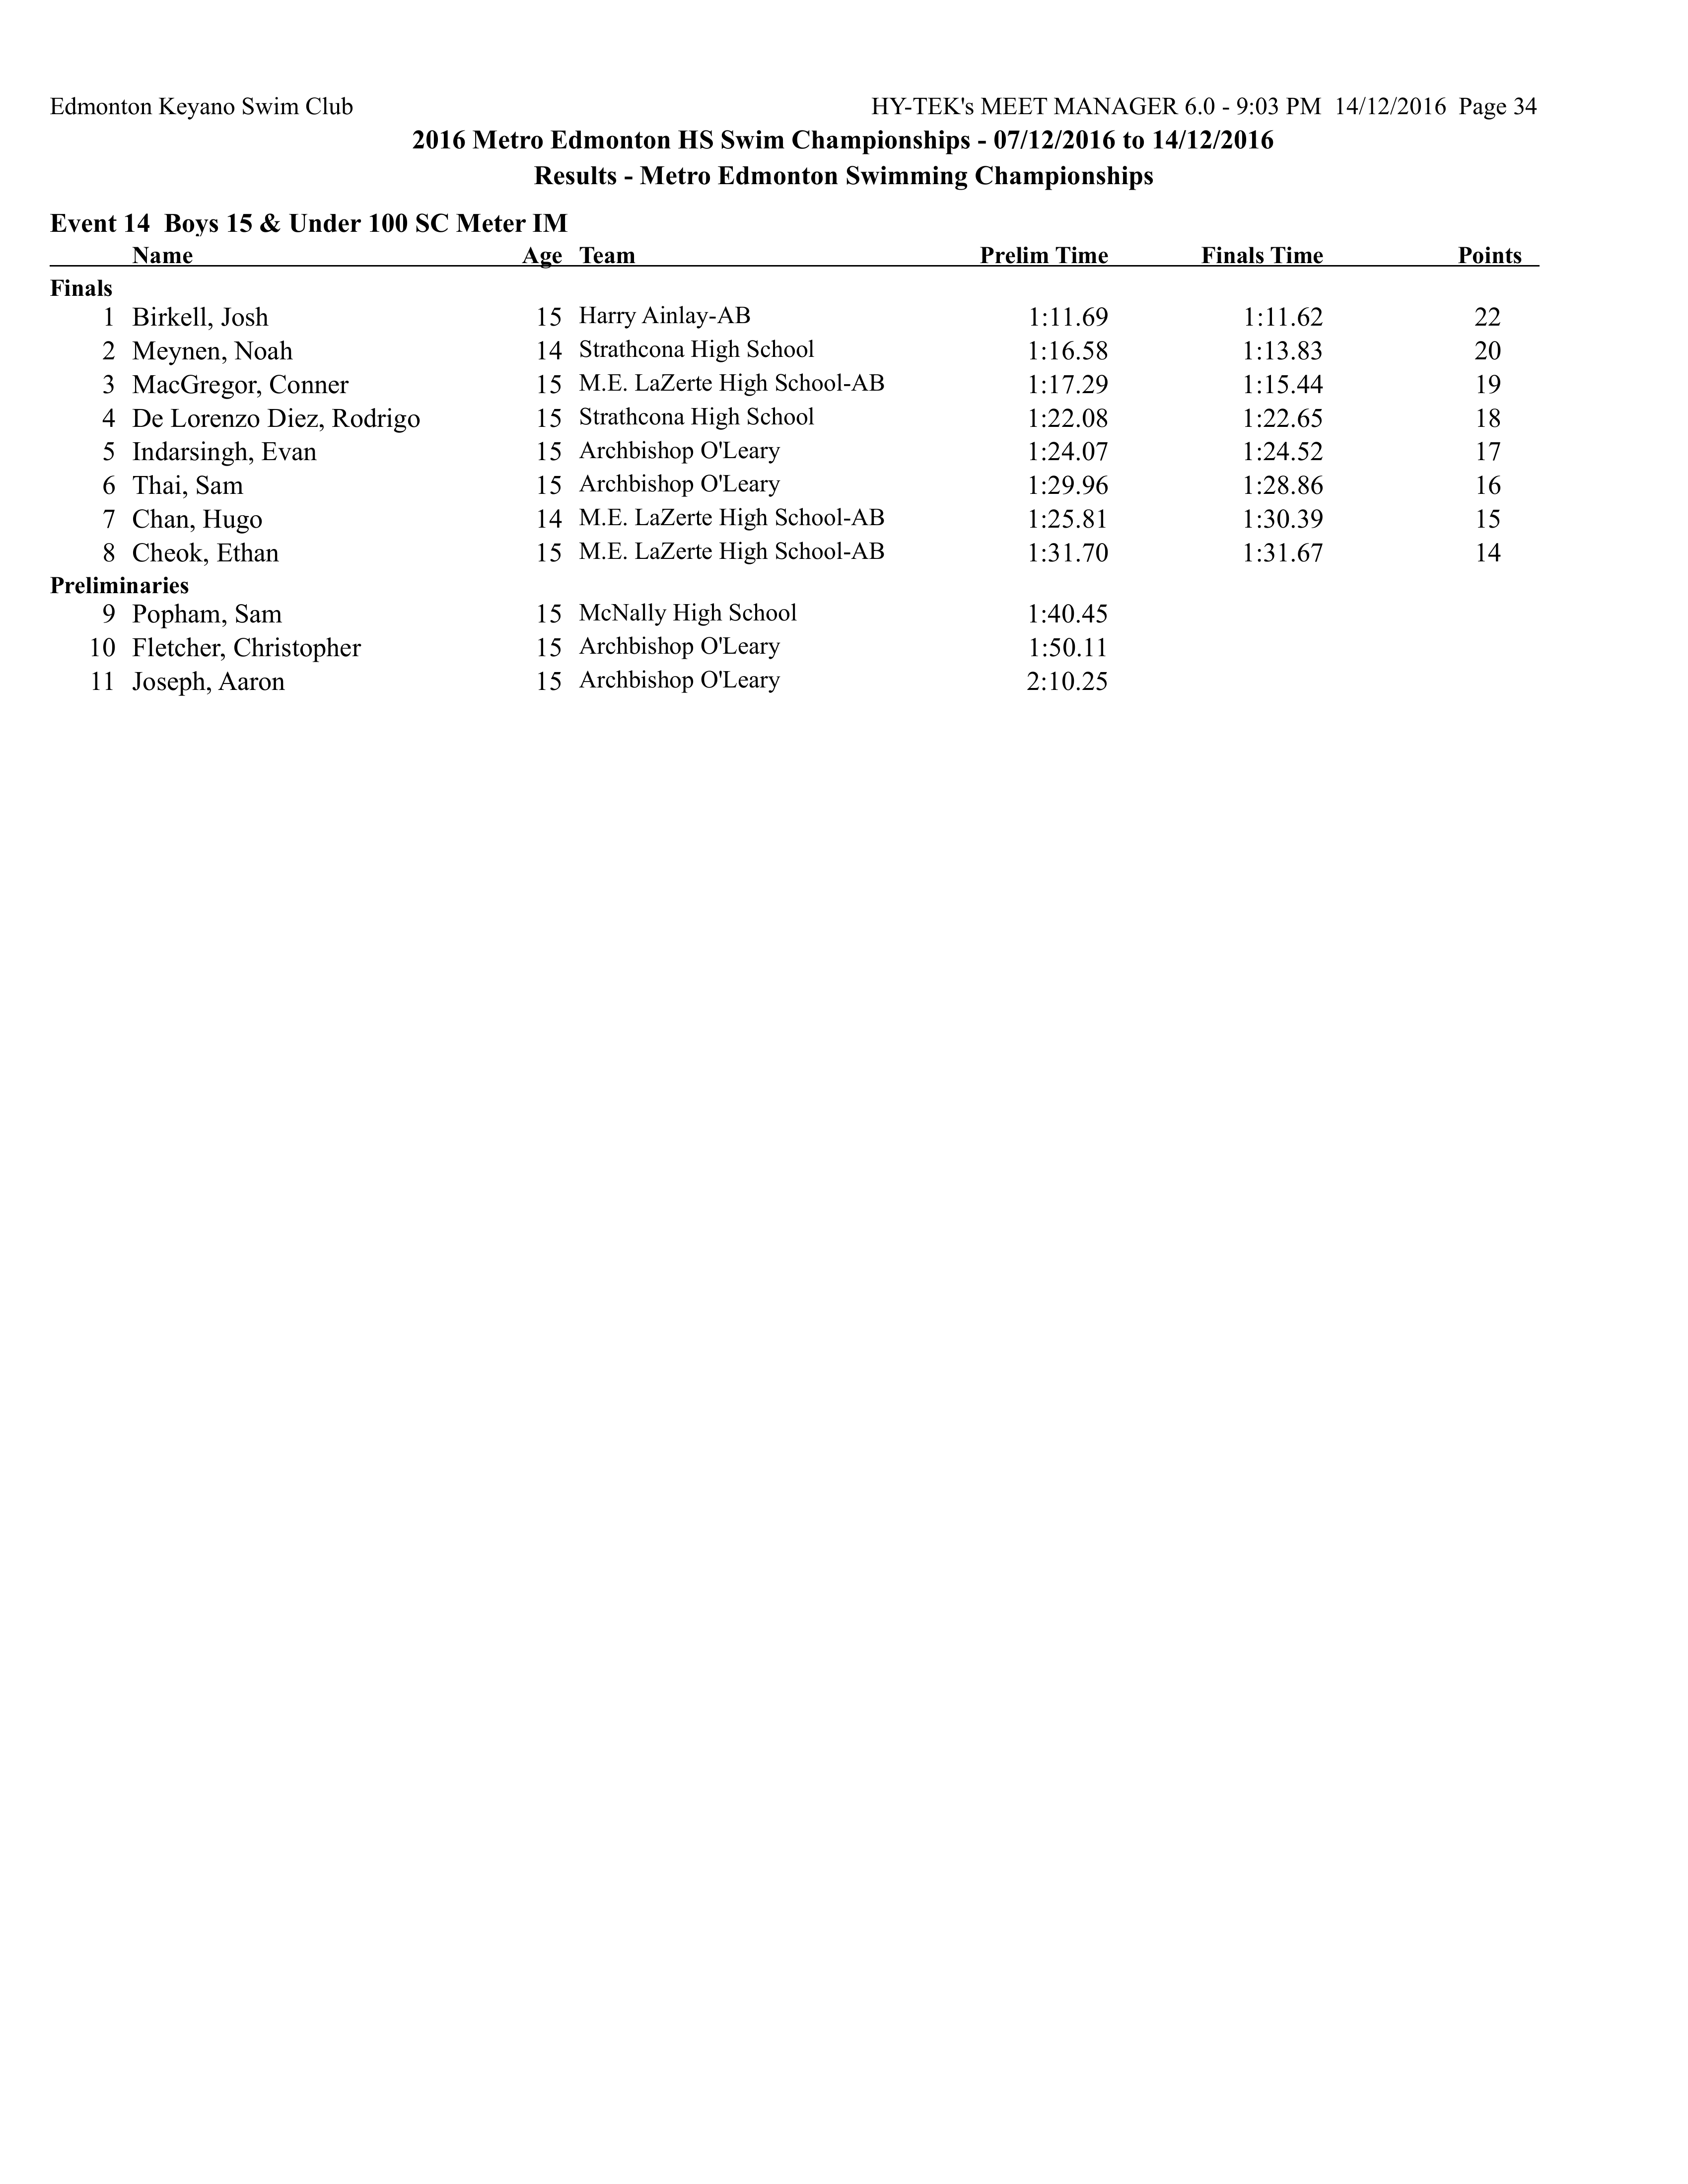 Edmonton Keyano Swim Club HY-TEK's MEET MANAGER 6.0 - 9:03 PM 14/12/2016 Page 34
2016 Metro Edmonton HS Swim Championships - 07/12/2016 to 14/12/2016
Results - Metro Edmonton Swimming Championships
Event 14 Boys 15 & Under 100 SC Meter IM
Name Age Team Prelim Time Finals Time Points
Finals
1 Birkell, Josh 15 Harry Ainlay-AB 1:11.69 1:11.62 22
2 Meynen, Noah 14 Strathcona High School 1:16.58 1:13.83 20
3 MacGregor, Conner 15 M.E. LaZerte High School-AB 1:17.29 1:15.44 19
4 De Lorenzo Diez, Rodrigo 15 Strathcona High School 1:22.08 1:22.65 18
5 Indarsingh, Evan 15 Archbishop O'Leary 1:24.07 1:24.52 17
6 Thai, Sam 15 Archbishop O'Leary 1:29.96 1:28.86 16
7 Chan, Hugo 14 M.E. LaZerte High School-AB 1:25.81 1:30.39 15
8 Cheok, Ethan 15 M.E. LaZerte High School-AB 1:31.70 1:31.67 14
Preliminaries
9 Popham, Sam 15 McNally High School 1:40.45
10 Fletcher, Christopher 15 Archbishop O'Leary 1:50.11
11 Joseph, Aaron 15 Archbishop O'Leary 2:10.25